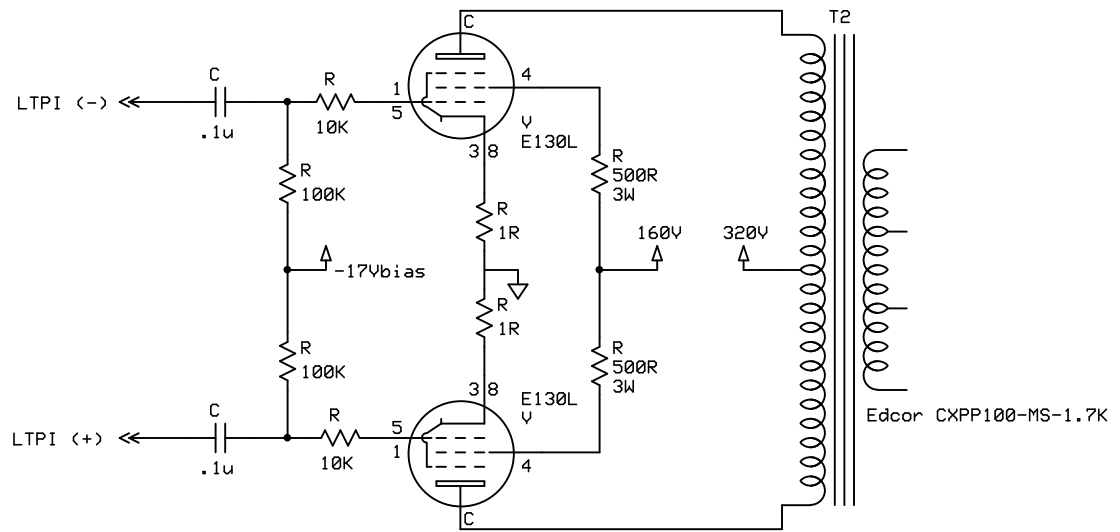 C
T2
C
R
4
1
LTPI (-)
5
.1u
10K
V
E130L
3 8
R
500R
3W
R
100K
R
1R
160V
320V
-17Vbias
R
1R
R
100K
R
500R
3W
3 8
E130L
V
C
R
5
Edcor CXPP100-MS-1.7K
LTPI (+)
1
4
.1u
10K
C